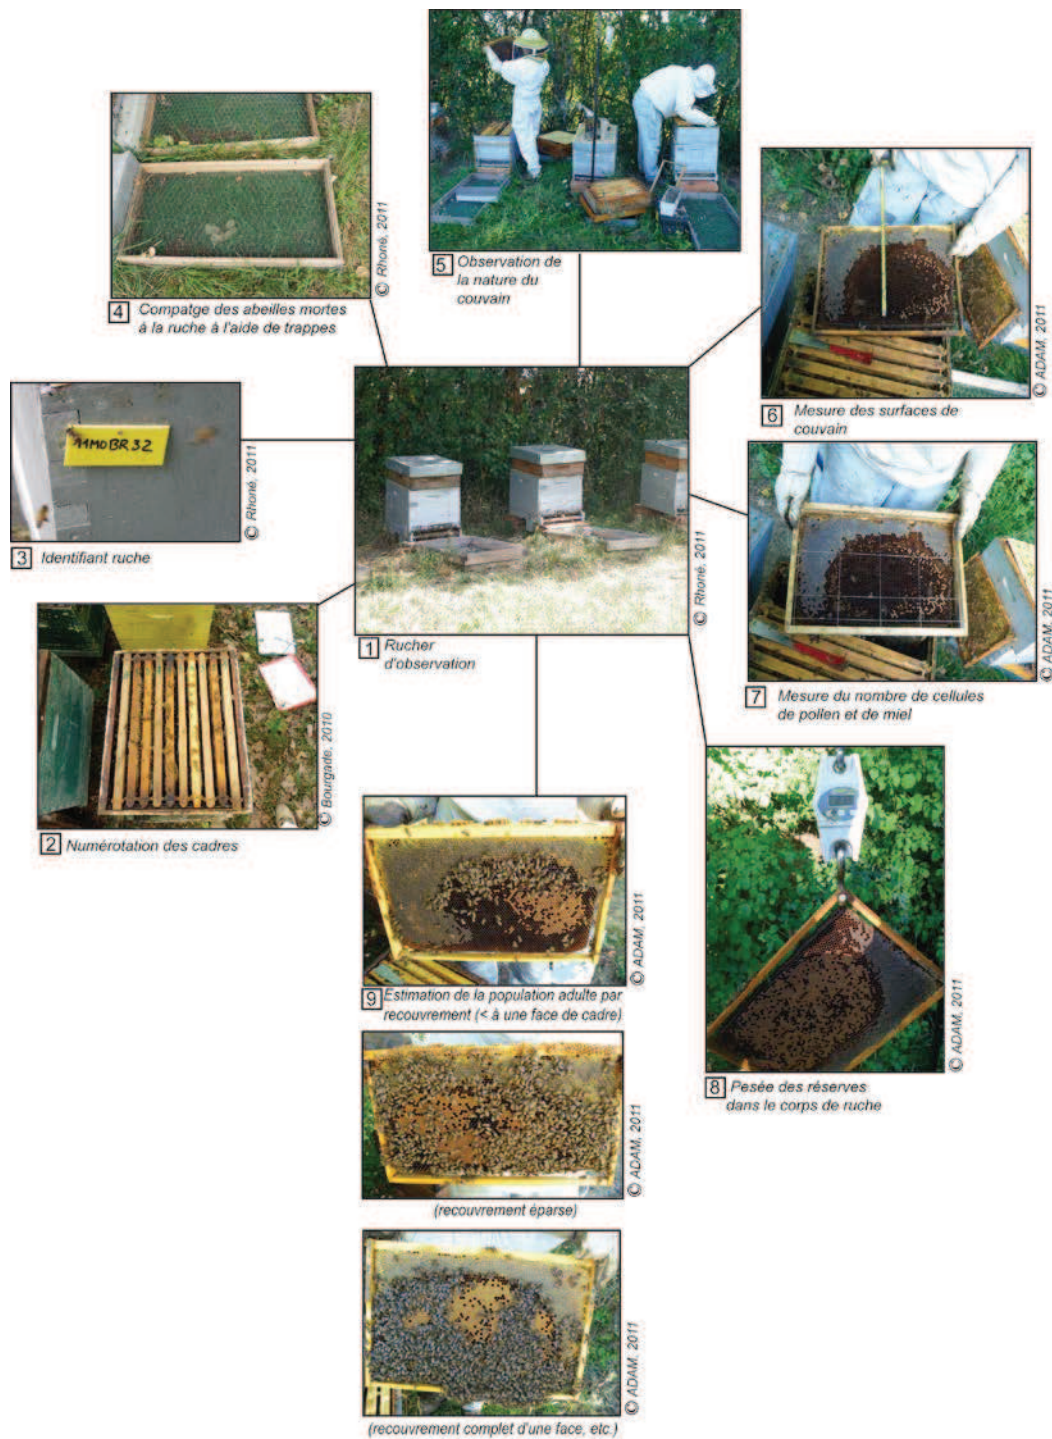 © Rhoné, 2011
4 Compatge des abeilles mortes
à la ruche à l'aide de trappes
5 Observation de
la nature du
couvain
© ADAM, 2011
6 Mesure des surfaces de
couvain
11MOBR32
© Rhoné, 2011
3 Identifiant ruche
© Rhoné, 2011
1 Rucher
d'observation
© ADAM, 2011
7 Mesure du nombre de cellules
de pollen et de miel
© Bourgade, 2010
2 Numérotation des cadres
© ADAM, 2011
9 Estimation de la population adulte par
recouvrement (< à une face de cadre)
© ADAM, 2011
8 Pesée des réserves
dans le corps de ruche
© ADAM, 2011
(recouvrement éparse)
© ADAM, 2011
(recouvrement complet d'une face, etc.)